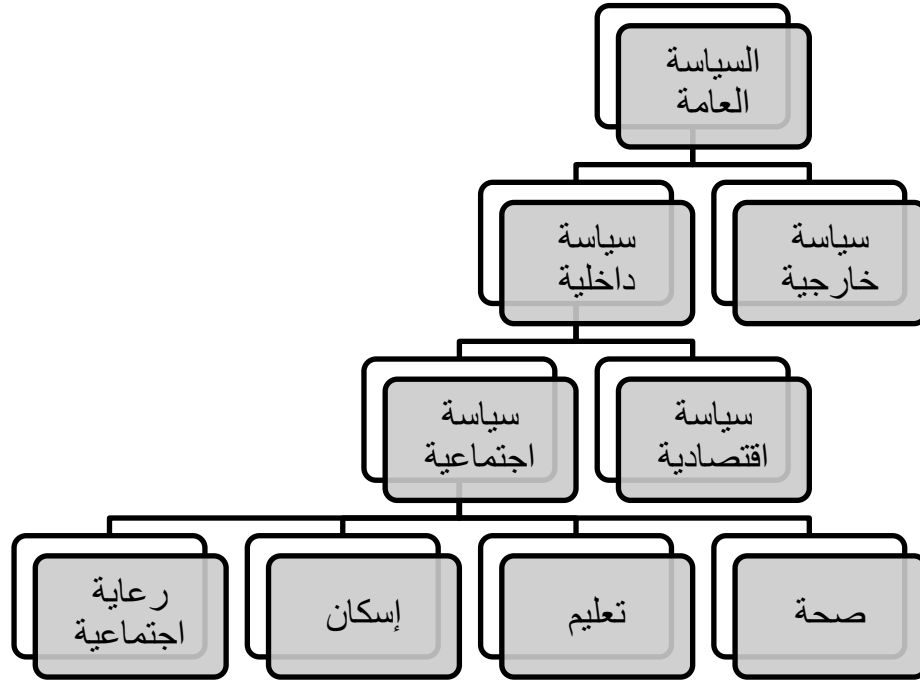 السياسة
العامة
سياسة
خارجية
سياسة
داخلية
سياسة
اقتصادية
سياسة
اجتماعية
صحة
تعليم
إسكان
رعاية
اجتماعية